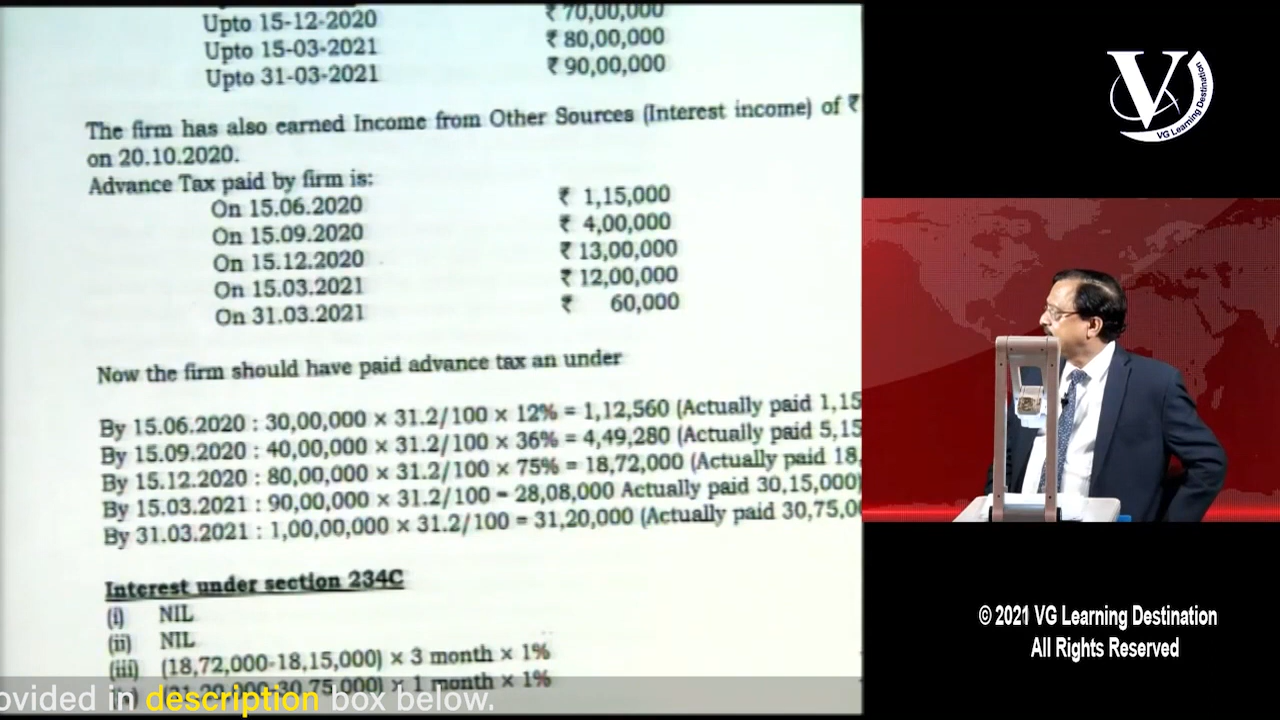 Upto 15-12-2020 ₹ 70,00,000
Upto 15-03-2021 ₹ 80,00,000
Upto 31-03-2021 ₹ 90,00,000
The firm has also earned Income from Other Sources (Interest income) of ₹
on 20.10.2020.
Advance Tax paid by firm is:
On 15.06.2020 ₹ 1,15,000
On 15.09.2020 ₹ 4,00,000
On 15.12.2020 ₹ 13,00,000
On 15.03.2021 ₹ 12,00,000
On 31.03.2021 ₹ 60,000
Now the firm should have paid advance tax an under
By 15.06.2020 : 30,00,000 × 31.2/100 × 12% = 1,12,560 (Actually paid 1,15
By 15.09.2020 : 40,00,000 × 31.2/100 × 36% = 4,49,280 (Actually paid 5,15
By 15.12.2020 : 80,00,000 × 31.2/100 × 75% = 18,72,000 (Actually paid 18,
By 15.03.2021 : 90,00,000 × 31.2/100 - 28,08,000 Actually paid 30,15,000)
By 31.03.2021 : 1,00,00,000 × 31.2/100 = 31,20,000 (Actually paid 30,75,0
Interest under section 234C
(i) NIL
(ii) NIL
(iii) (18,72,000-18,15,000) × 3 month × 1%
(31,20,000-30,75,000) × 1 month × 1%
ovided in description box below.
V
VG Learning Destination
© 2021 VG Learning Destination
All Rights Reserved